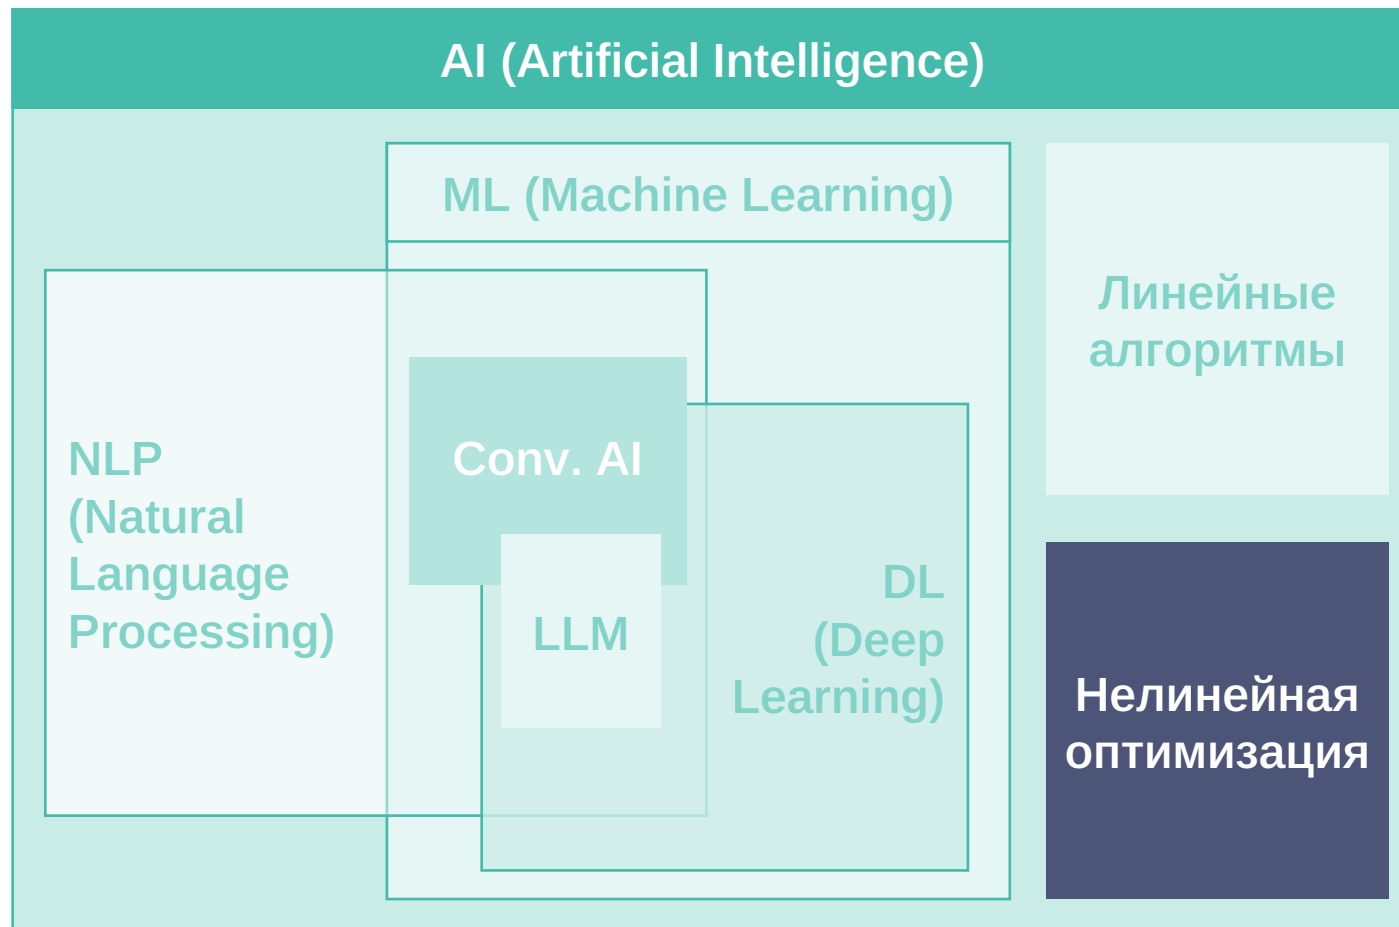 AI (Artificial Intelligence)
ML (Machine Learning)
Линейные
алгоритмы
Conv. AI
NLP
(Natural
Language
Processing)
LLM
DL
(Deep
Learning)
Нелинейная
оптимизация